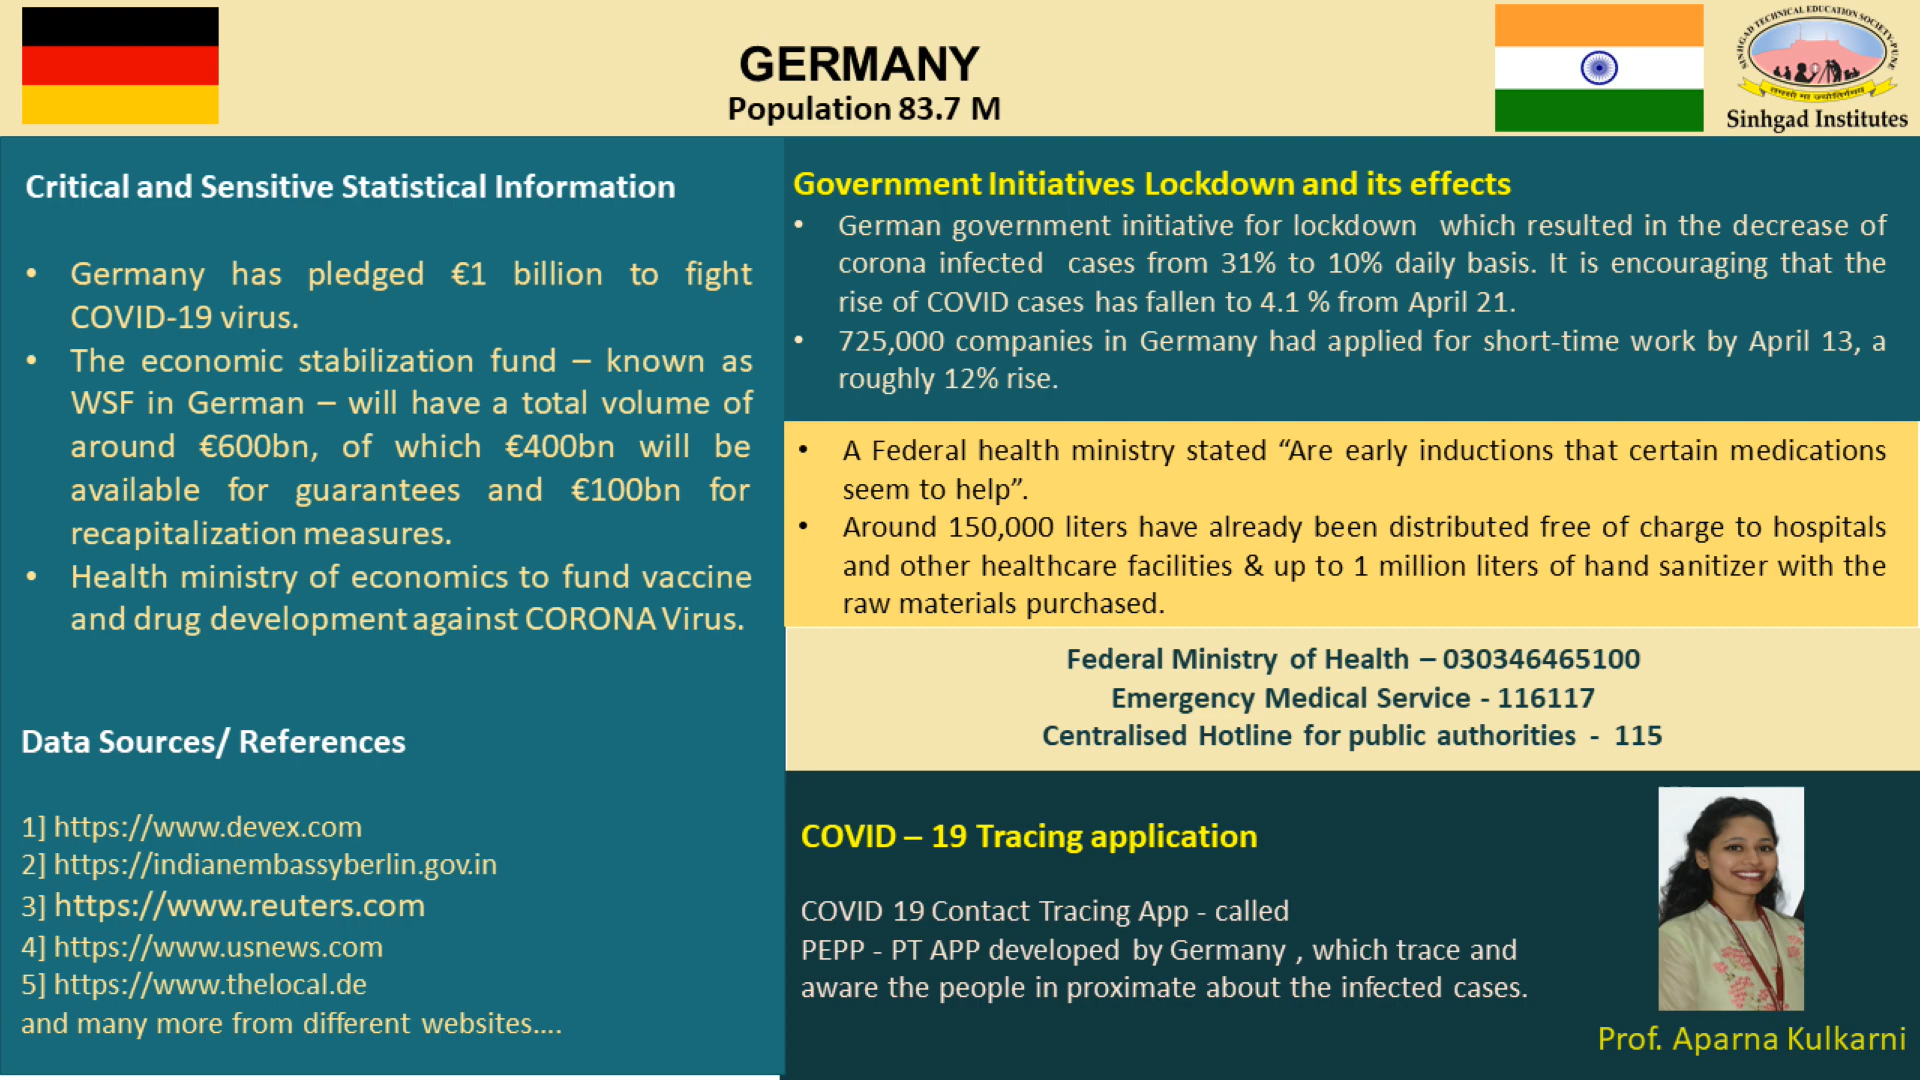 GERMANY
Population 83.7 M
SINHGAD TECHNICAL EDUCATION SOCIETY-PUNE
तमसो मा ज्योतिर्गमय
Sinhgad Institutes
Critical and Sensitive Statistical Information
• Germany has pledged €1 billion to fight
COVID-19 virus.
• The economic stabilization fund – known as
WSF in German – will have a total volume of
around €600bn, of which €400bn will be
available for guarantees and €100bn for
recapitalization measures.
• Health ministry of economics to fund vaccine
and drug development against CORONA Virus.
Data Sources/ References
1] https://www.devex.com
2] https://indianembassyberlin.gov.in
3] https://www.reuters.com
4] https://www.usnews.com
5] https://www.thelocal.de
and many more from different websites....
Government Initiatives Lockdown and its effects
• German government initiative for lockdown which resulted in the decrease of
corona infected cases from 31% to 10% daily basis. It is encouraging that the
rise of COVID cases has fallen to 4.1 % from April 21.
• 725,000 companies in Germany had applied for short-time work by April 13, a
roughly 12% rise.
• A Federal health ministry stated “Are early inductions that certain medications
seem to help”.
• Around 150,000 liters have already been distributed free of charge to hospitals
and other healthcare facilities & up to 1 million liters of hand sanitizer with the
raw materials purchased.
Federal Ministry of Health – 030346465100
Emergency Medical Service - 116117
Centralised Hotline for public authorities - 115
COVID – 19 Tracing application
COVID 19 Contact Tracing App - called
PEPP - PT APP developed by Germany , which trace and
aware the people in proximate about the infected cases.
Prof. Aparna Kulkarni